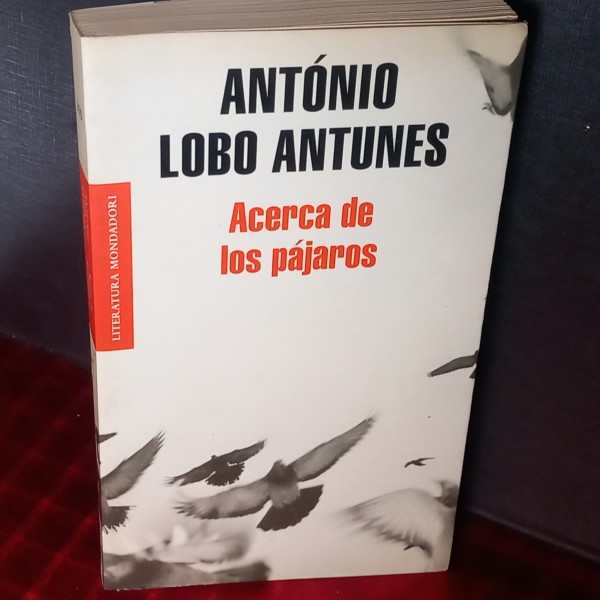 ANTÓNIO
LOBO ANTUNES
Acerca de
los pájaros
LITERATURA MONDADORI